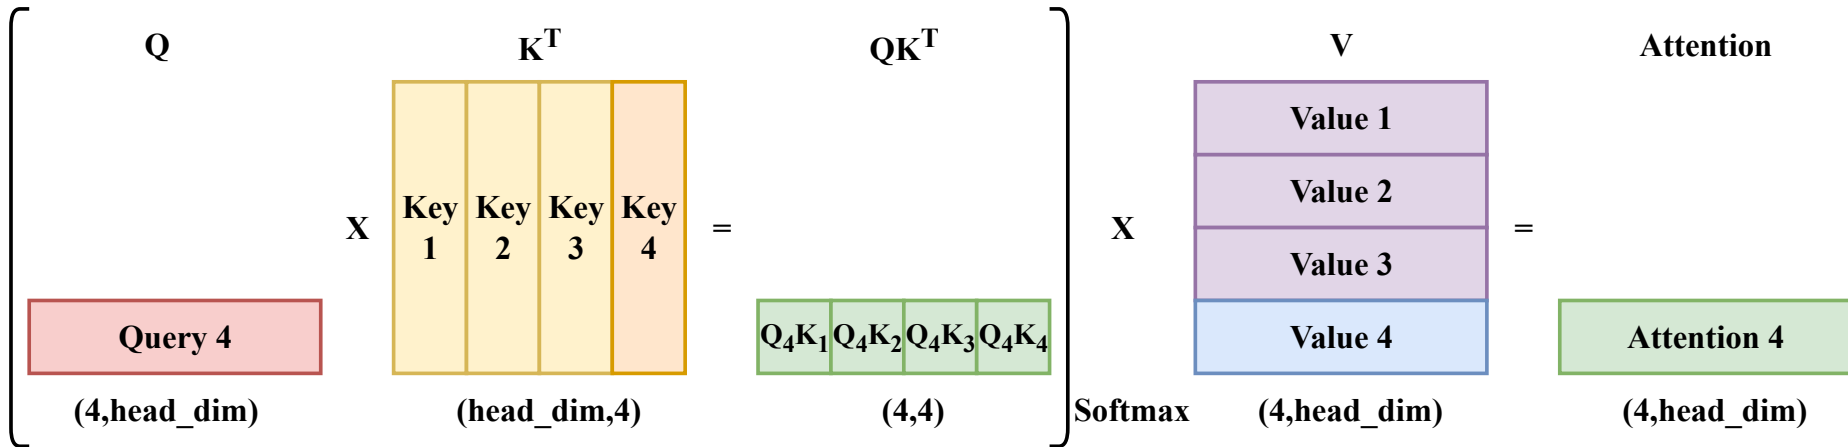 Q
K^T
QK^T
V
Attention
Value 1
Value 2
Value 3
Value 4
X
Key 1
Key 2
Key 3
Key 4
=
X
=
Query 4
Q₄K₁ Q₄K₂ Q₄K₃ Q₄K₄
Attention 4
(4,head_dim)
(head_dim,4)
(4,4)
Softmax
(4,head_dim)
(4,head_dim)